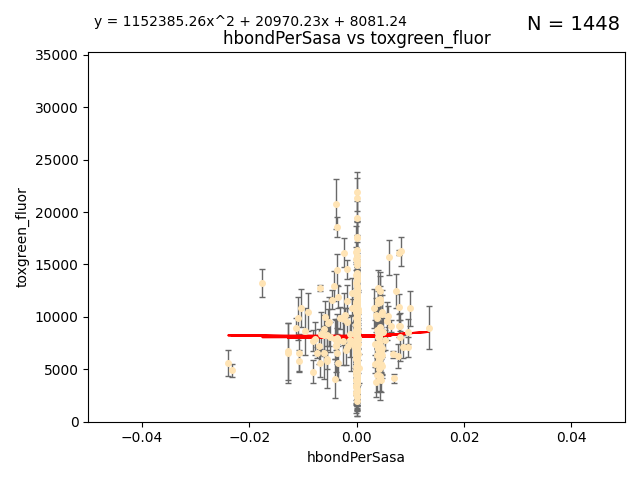 y = 1152385.26x^2 + 20970.23x + 8081.24
N = 1448
hbondPerSasa vs toxgreen_fluor
35000
30000
25000
20000
15000
10000
5000
0
toxgreen_fluor
−0.04
−0.02
0.00
0.02
0.04
hbondPerSasa